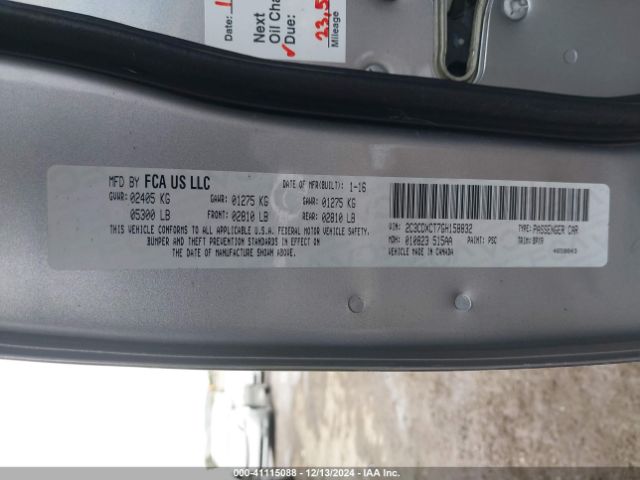 Date: 1
Next
Oil Cha
Due:
23,5
Mileage
MFD BY FCA US LLC
DATE OF MFR(BUILT): 1-16
GVWR: 02405 KG GAWR: 01275 KG GAWR: 01275 KG
05300 LB FRONT: 02810 LB REAR: 02810 LB
THIS VEHICLE CONFORMS TO ALL APPLICABLE U.S.A. FEDERAL MOTOR VEHICLE SAFETY,
BUMPER AND THEFT PREVENTION STANDARDS IN EFFECT ON
THE DATE OF MANUFACTURE SHOWN ABOVE.
VIN: 2C3CDXCT7GH158832 TYPE: PASSENGER CAR
MDH: 010823 515AA PAINT: PSC TRIM: BPX9
VEHICLE MADE IN CANADA
000-41115088 - 12/13/2024 - IAA Inc.